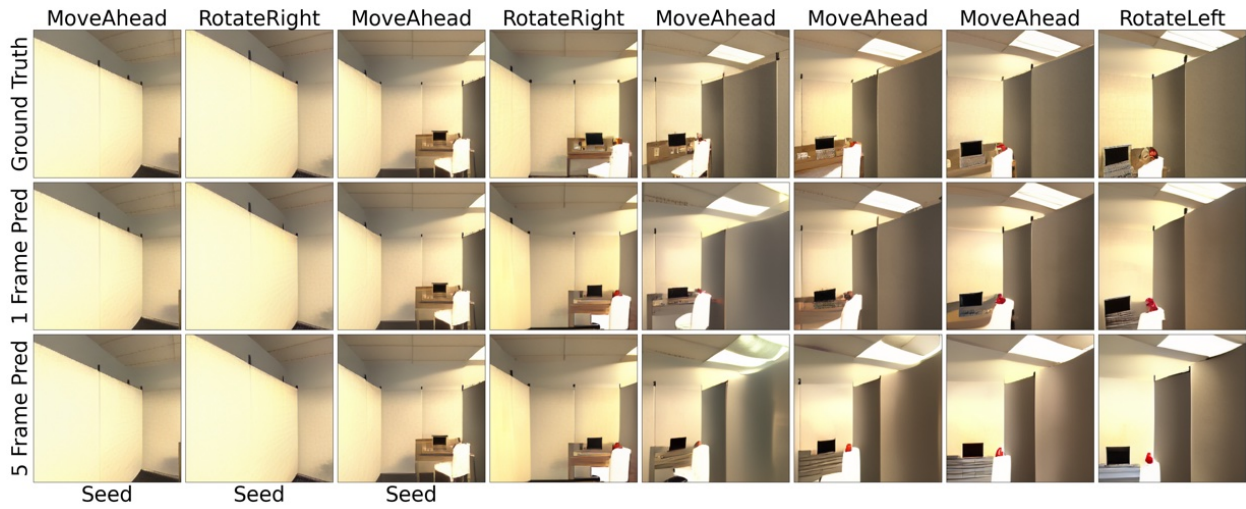 MoveAhead RotateRight MoveAhead RotateRight MoveAhead MoveAhead MoveAhead RotateLeft
Ground Truth
1 Frame Pred
5 Frame Pred
Seed Seed Seed